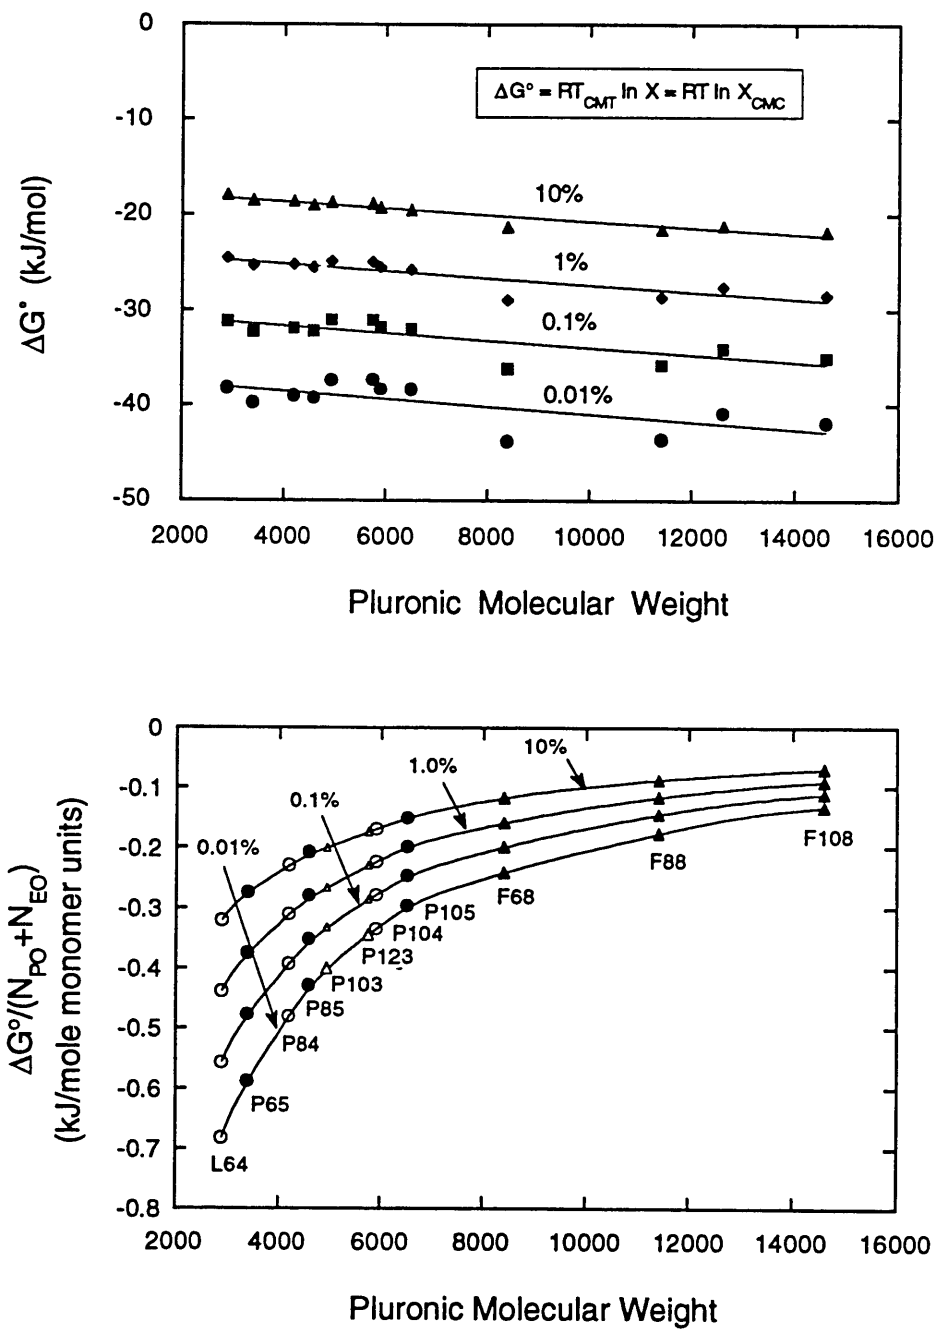 0
-10
-20
-30
-40
-50
ΔG° (kJ/mol)
ΔG° = RT_CMT ln X = RT ln X_CMC
10%
1%
0.1%
0.01%
2000 4000 6000 8000 10000 12000 14000 16000
Pluronic Molecular Weight
0
-0.1
-0.2
-0.3
-0.4
-0.5
-0.6
-0.7
-0.8
ΔG°/(N_PO+N_EO)
(kJ/mole monomer units)
10%
1.0%
0.1%
0.01%
F108
F88
F68
P105
P104
P123
P103
P85
P84
P65
L64
2000 4000 6000 8000 10000 12000 14000 16000
Pluronic Molecular Weight